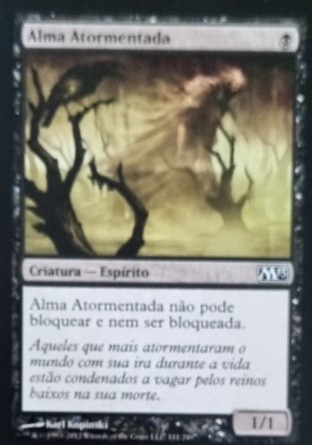 Alma Atormentada
Criatura — Espírito
M13
Alma Atormentada não pode
bloquear e nem ser bloqueada.
Aqueles que mais atormentaram o
mundo com sua ira durante a vida
estão condenados a vagar pelos reinos
baixos na sua morte.
Karl Kopinski
1/1